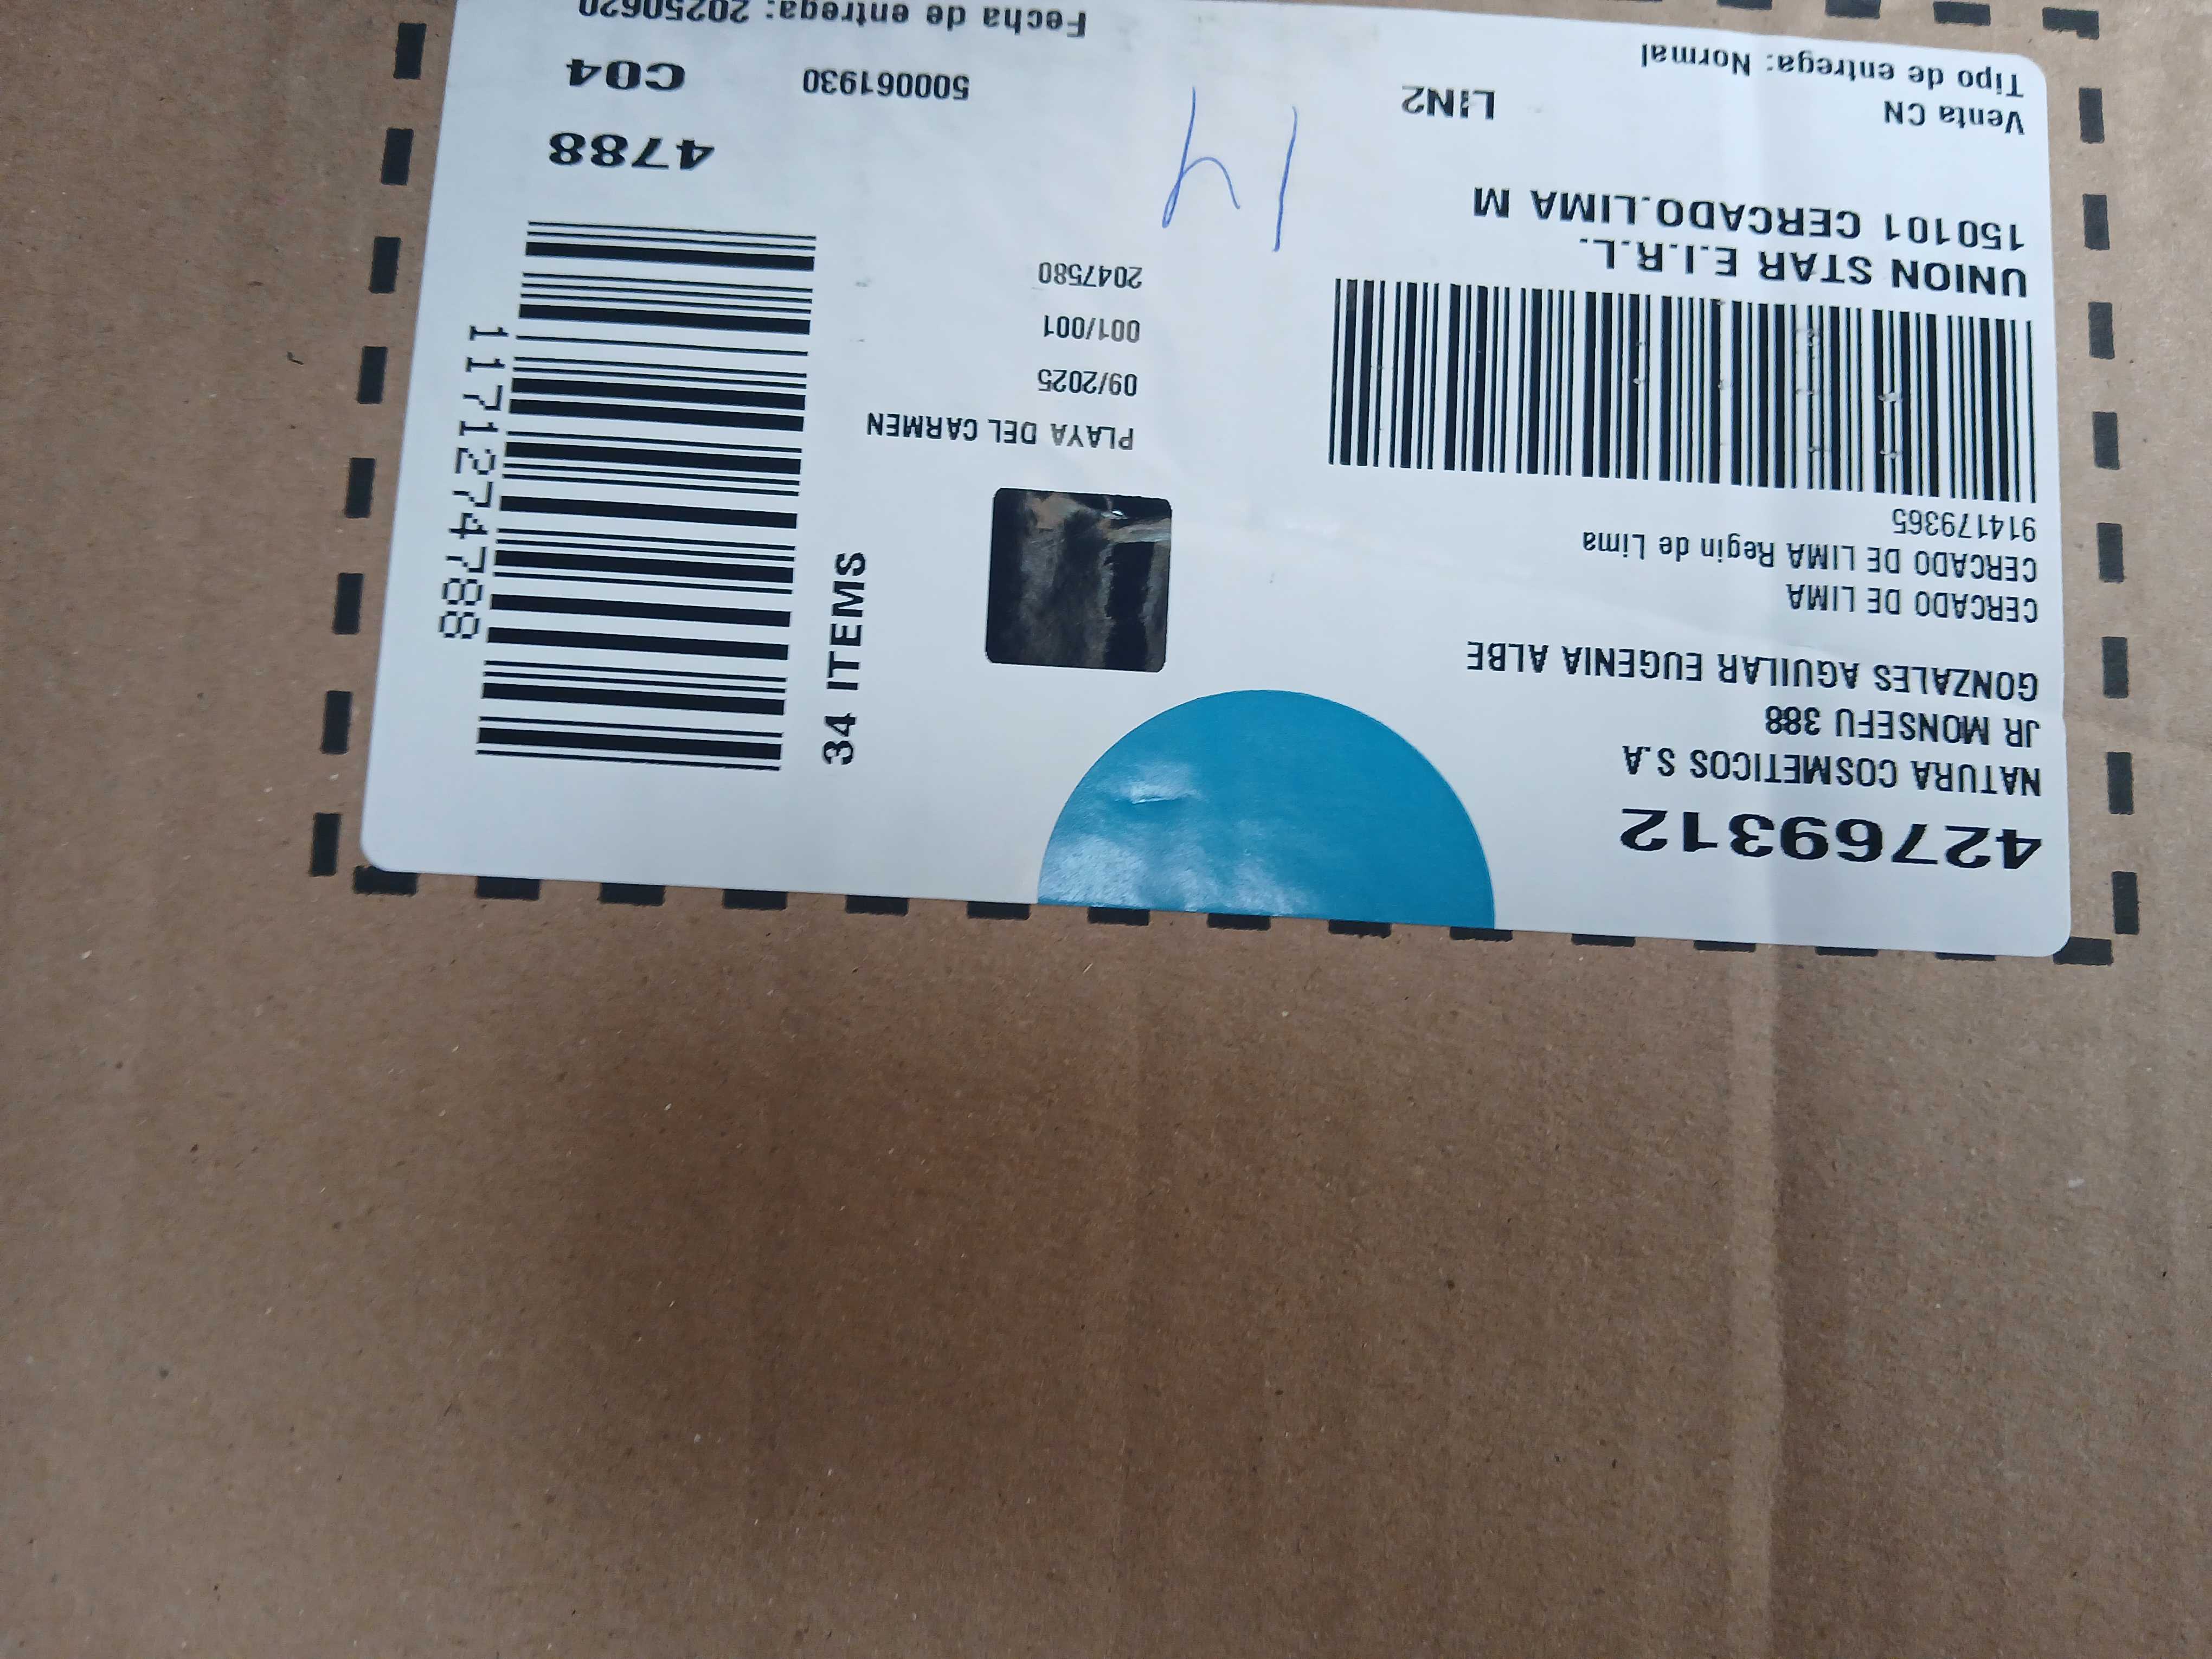 42769312
NATURA COSMETICOS S.A
JR MONSEFU 388
GONZALES AGUILAR EUGENIA ALBE
CERCADO DE LIMA
CERCADO DE LIMA Regin de Lima
914179365
UNION STAR E.I.R.L.
150101 CERCADO.LIMA M
Venta CN
Tipo de entrega: Normal
LIN2
14
PLAYA DEL CARMEN
09/2025
001/001
2047580
34 ITEMS
1171274788
4788
500061930
C04
Fecha de entrega: 20250620